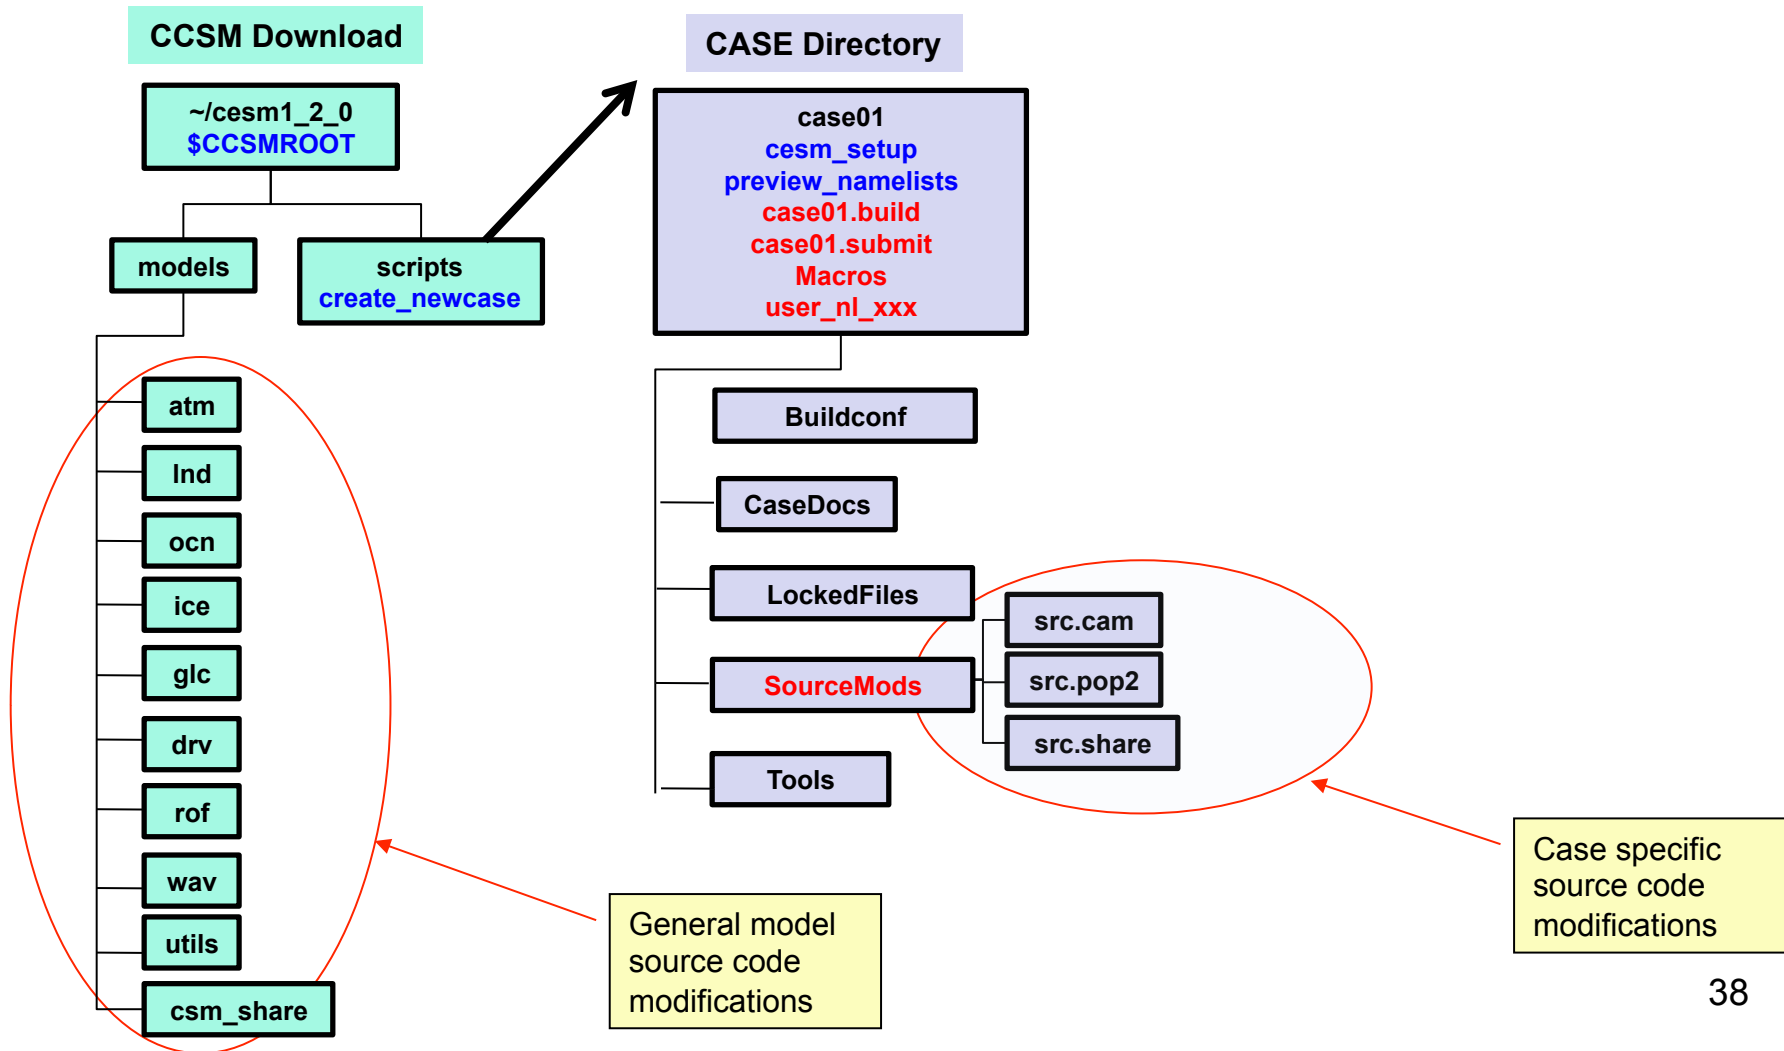 CCSM Download
~/cesm1_2_0
$CCSMROOT
models
scripts
create_newcase
atm
lnd
ocn
ice
glc
drv
rof
wav
utils
csm_share
General model
source code
modifications
CASE Directory
case01
cesm_setup
preview_namelists
case01.build
case01.submit
Macros
user_nl_xxx
Buildconf
CaseDocs
LockedFiles
SourceMods
Tools
src.cam
src.pop2
src.share
Case specific
source code
modifications
38